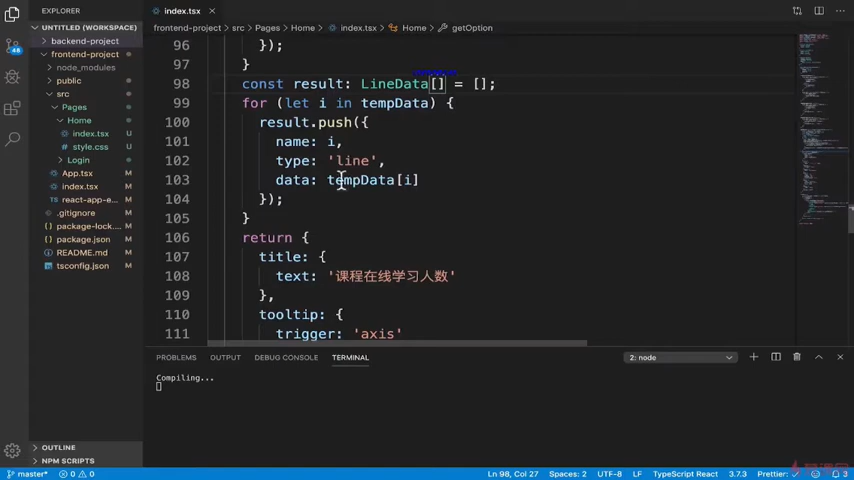 EXPLORER
index.tsx
UNTITLED (WORKSPACE)
frontend-project > src > Pages > Home > index.tsx > Home > getOption
backend-project
frontend-project
node_modules
public
src
Pages
Home
index.tsx U
style.css U
Login
App.tsx
index.tsx
react-app-e...
.gitignore
package-lock....
package.json
README.md
tsconfig.json
OUTLINE
NPM SCRIPTS
48
96 });
97 }
98 const result: LineData[] = [];
99 for (let i in tempData) {
100 result.push({
101 name: i,
102 type: 'line',
103 data: tempData[i]
104 });
105 }
106 return {
107 title: {
108 text: '课程在线学习人数'
109 },
110 tooltip: {
111 trigger: 'axis'
PROBLEMS OUTPUT DEBUG CONSOLE TERMINAL 2: node
Compiling...
master* 0 0 Ln 98, Col 27 Spaces: 2 UTF-8 LF TypeScript React 3.7.3 Prettier: 3